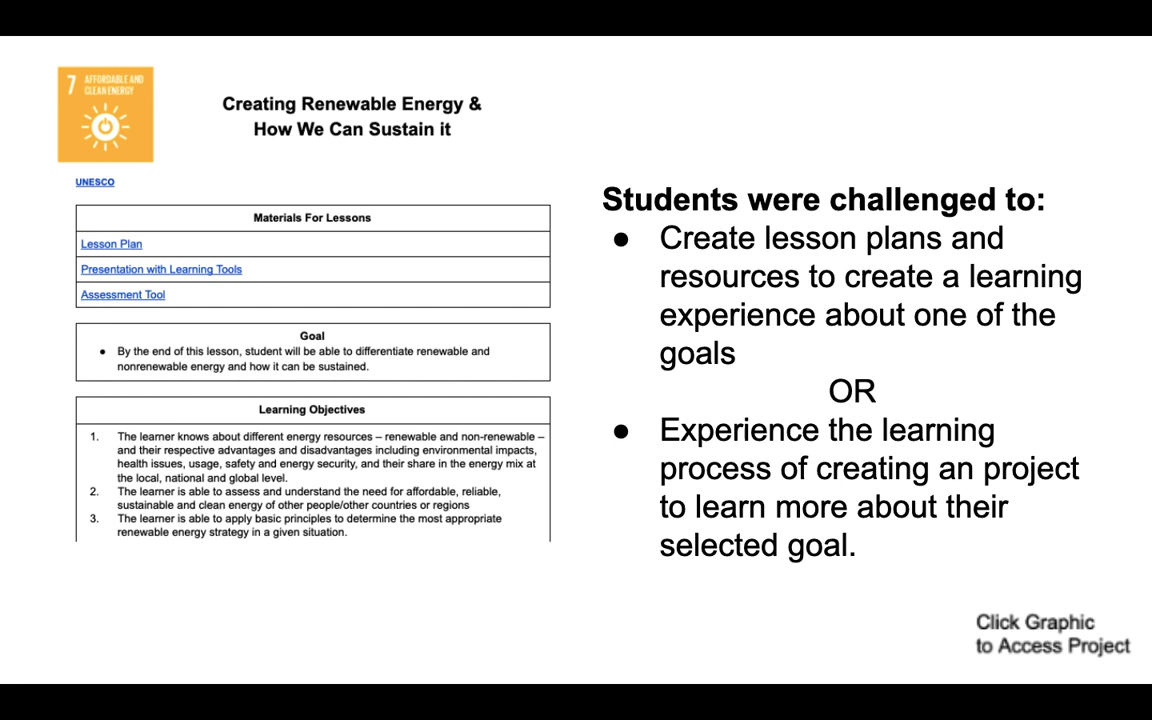 7 AFFORDABLE AND
CLEAN ENERGY
Creating Renewable Energy &
How We Can Sustain it
UNESCO
Materials For Lessons
Lesson Plan
Presentation with Learning Tools
Assessment Tool
Goal
● By the end of this lesson, student will be able to differentiate renewable and
nonrenewable energy and how it can be sustained.
Learning Objectives
1. The learner knows about different energy resources – renewable and non-renewable –
and their respective advantages and disadvantages including environmental impacts,
health issues, usage, safety and energy security, and their share in the energy mix at
the local, national and global level.
2. The learner is able to assess and understand the need for affordable, reliable,
sustainable and clean energy of other people/other countries or regions
3. The learner is able to apply basic principles to determine the most appropriate
renewable energy strategy in a given situation.
Students were challenged to:
● Create lesson plans and
resources to create a learning
experience about one of the
goals
OR
● Experience the learning
process of creating an project
to learn more about their
selected goal.
Click Graphic
to Access Project